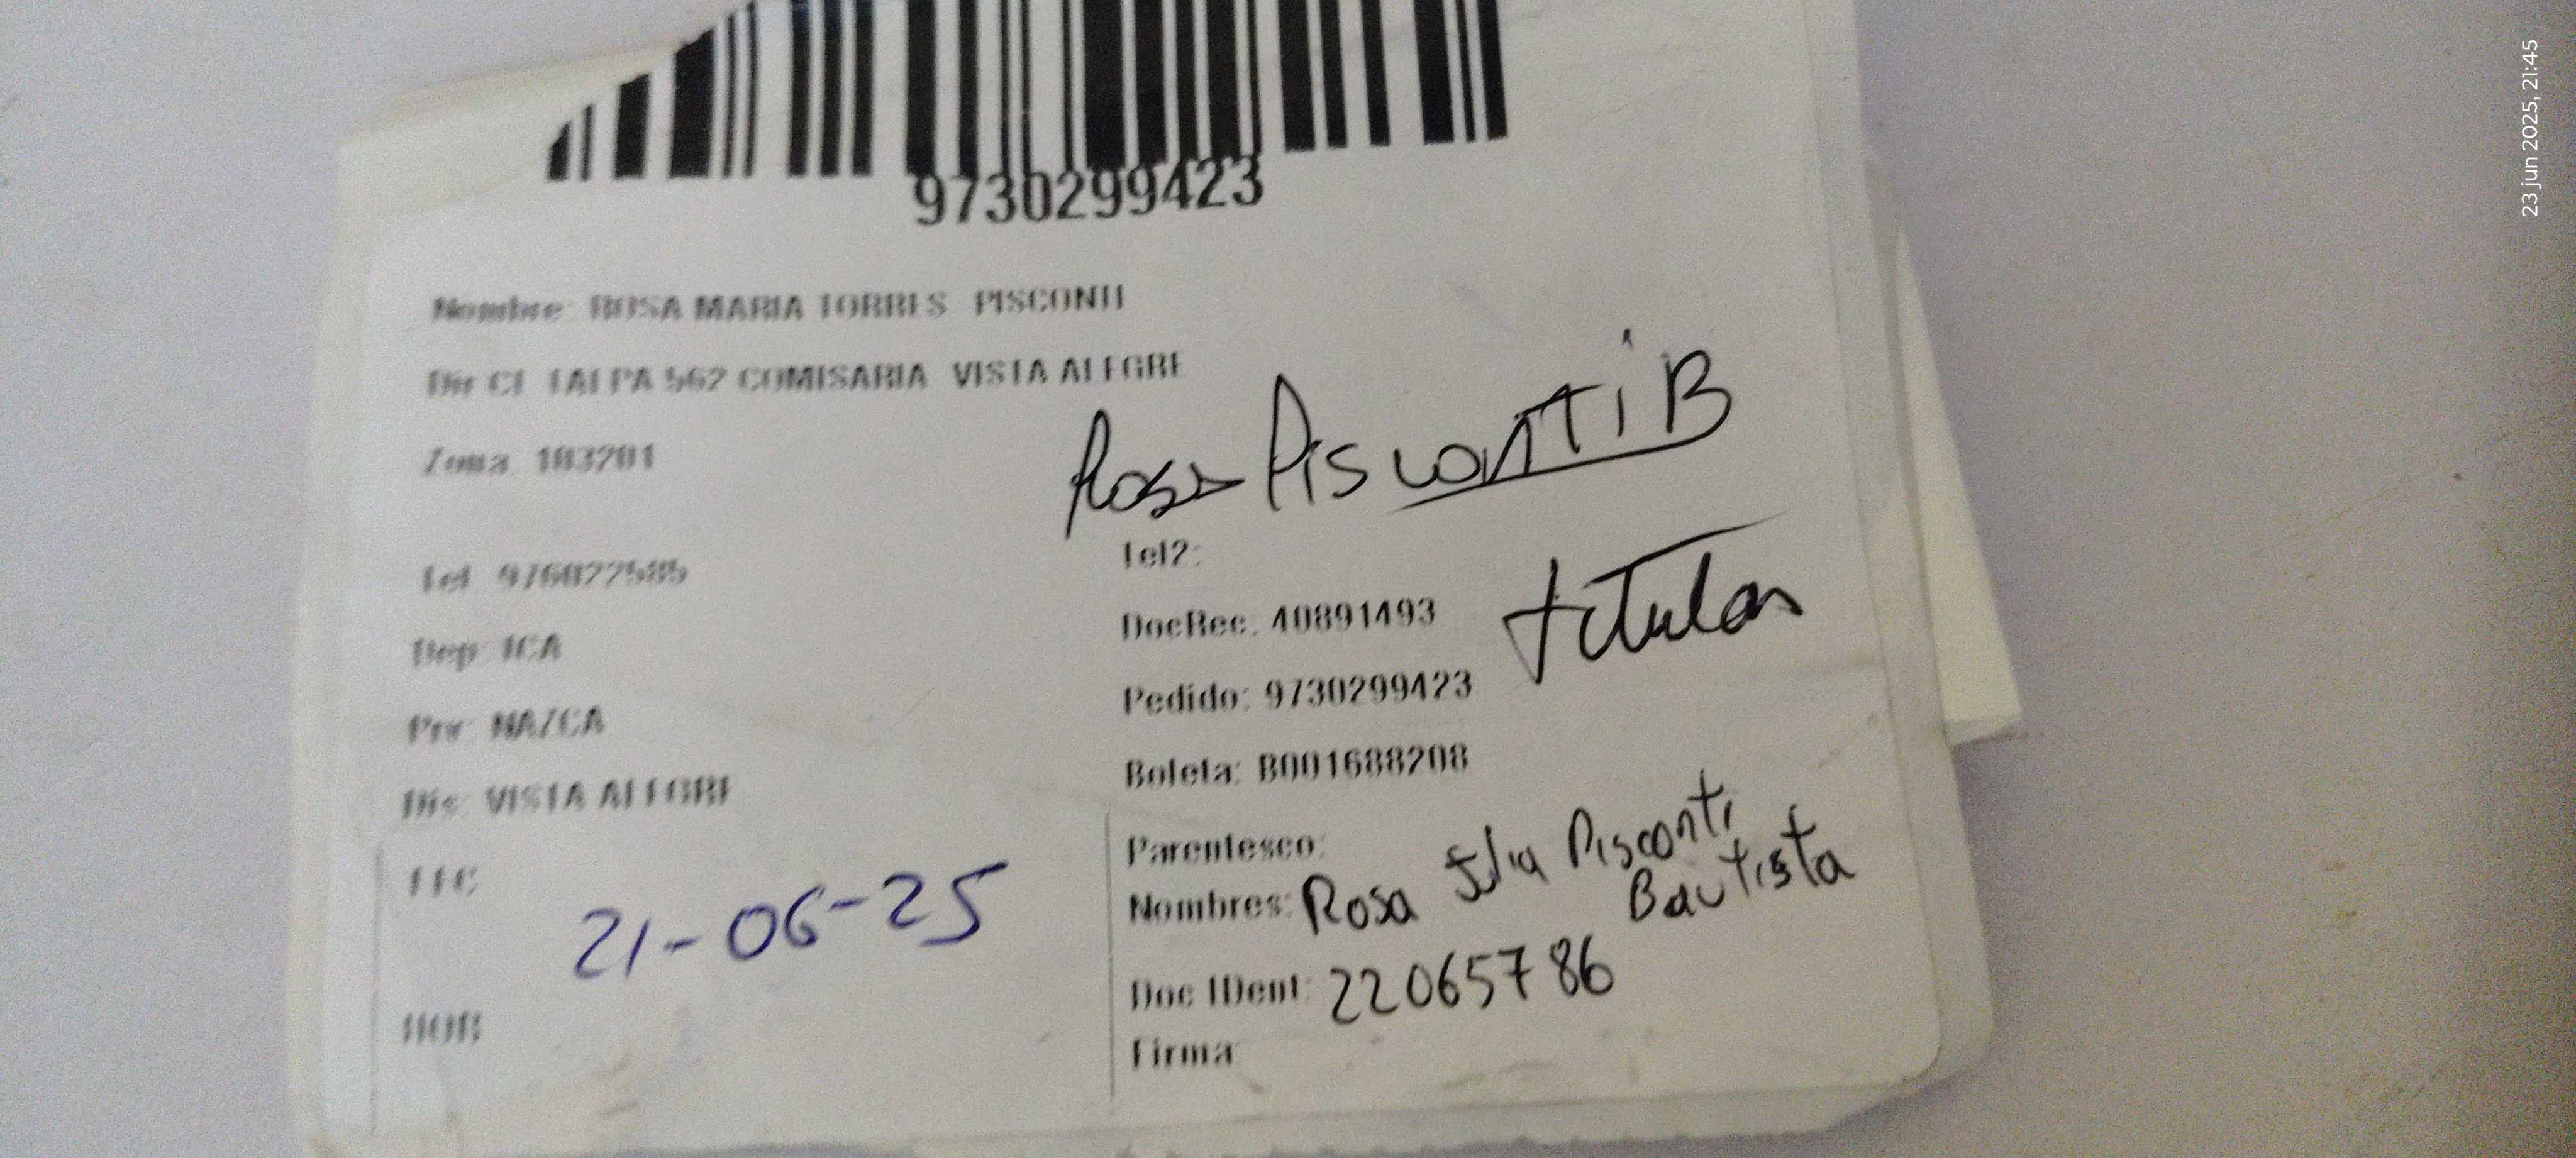 9730299423
Nombre: ROSA MARIA TORRES PISCONTI
Dir CL TALPA 562 COMISARIA VISTA ALEGRE
Zona: 103201
Rosa Pisconti B
Tel: 976022585
Tel2:
titular
DocRec: 40891493
Dep: ICA
Pedido: 9730299423
Prv: NAZCA
Boleta: B001688208
Dis: VISTA ALEGRE
Parentesco:
FEC
21-06-25
Nombres: Rosa Julia Pisconti
Bautista
Doc IDent: 22065786
HOR
Firma:
23 jun 2025, 21:45